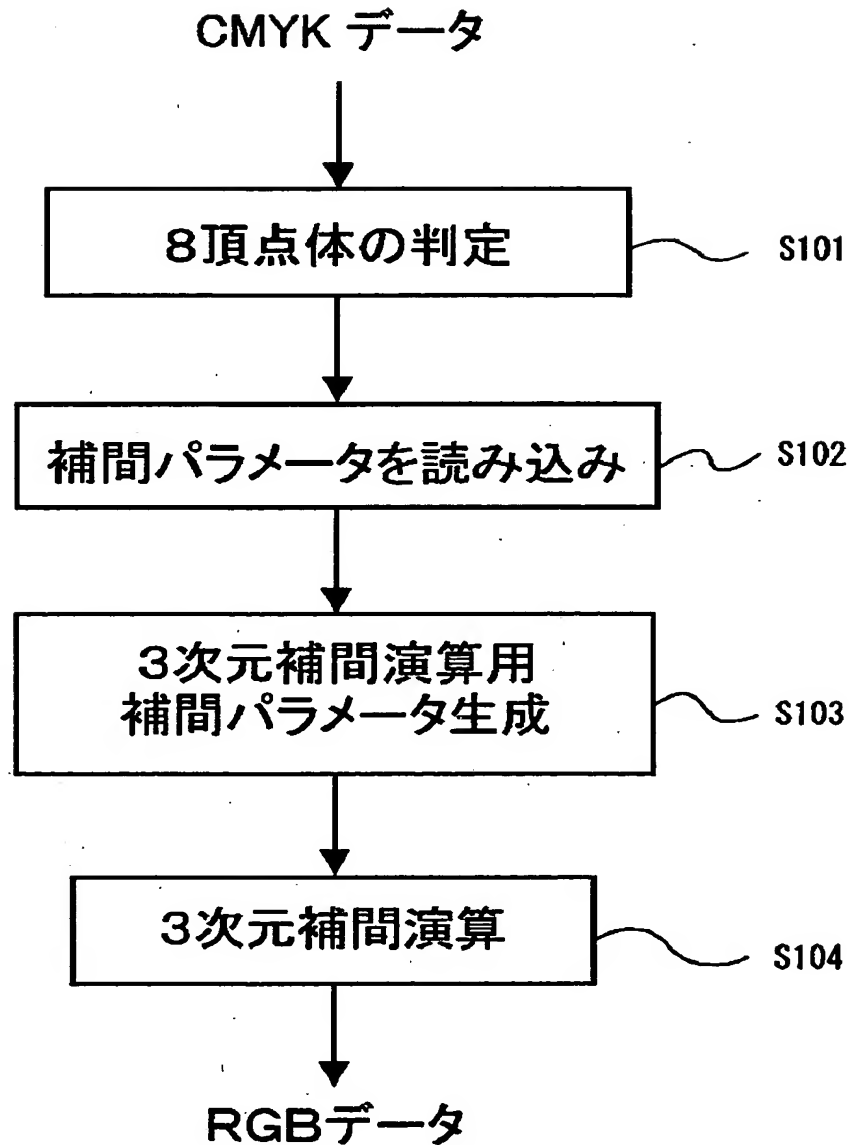 CMYK データ
8頂点体の判定
S101
補間パラメータを読み込み
S102
3次元補間演算用
補間パラメータ生成
S103
3次元補間演算
S104
RGBデータ